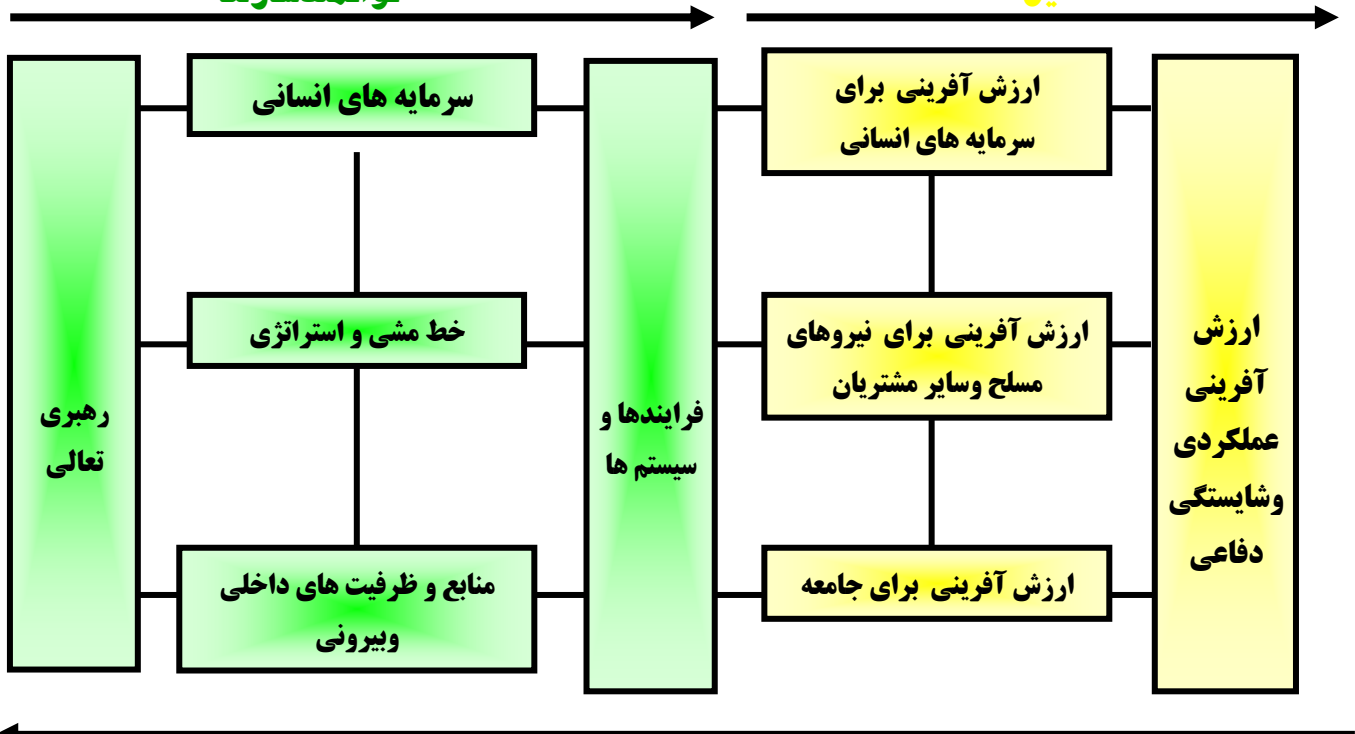 توانمندسازها
سرمایه های انسانی
ارزش آفرینی برای
سرمایه های انسانی
خط مشی و استراتژی
ارزش آفرینی برای نیروهای
مسلح وسایر مشتریان
رهبری
تعالی
فرایندها و
سیستم ها
ارزش
آفرینی
عملکردی
وشایستگی
دفاعی
منابع و ظرفیت های داخلی
وبیرونی
ارزش آفرینی برای جامعه